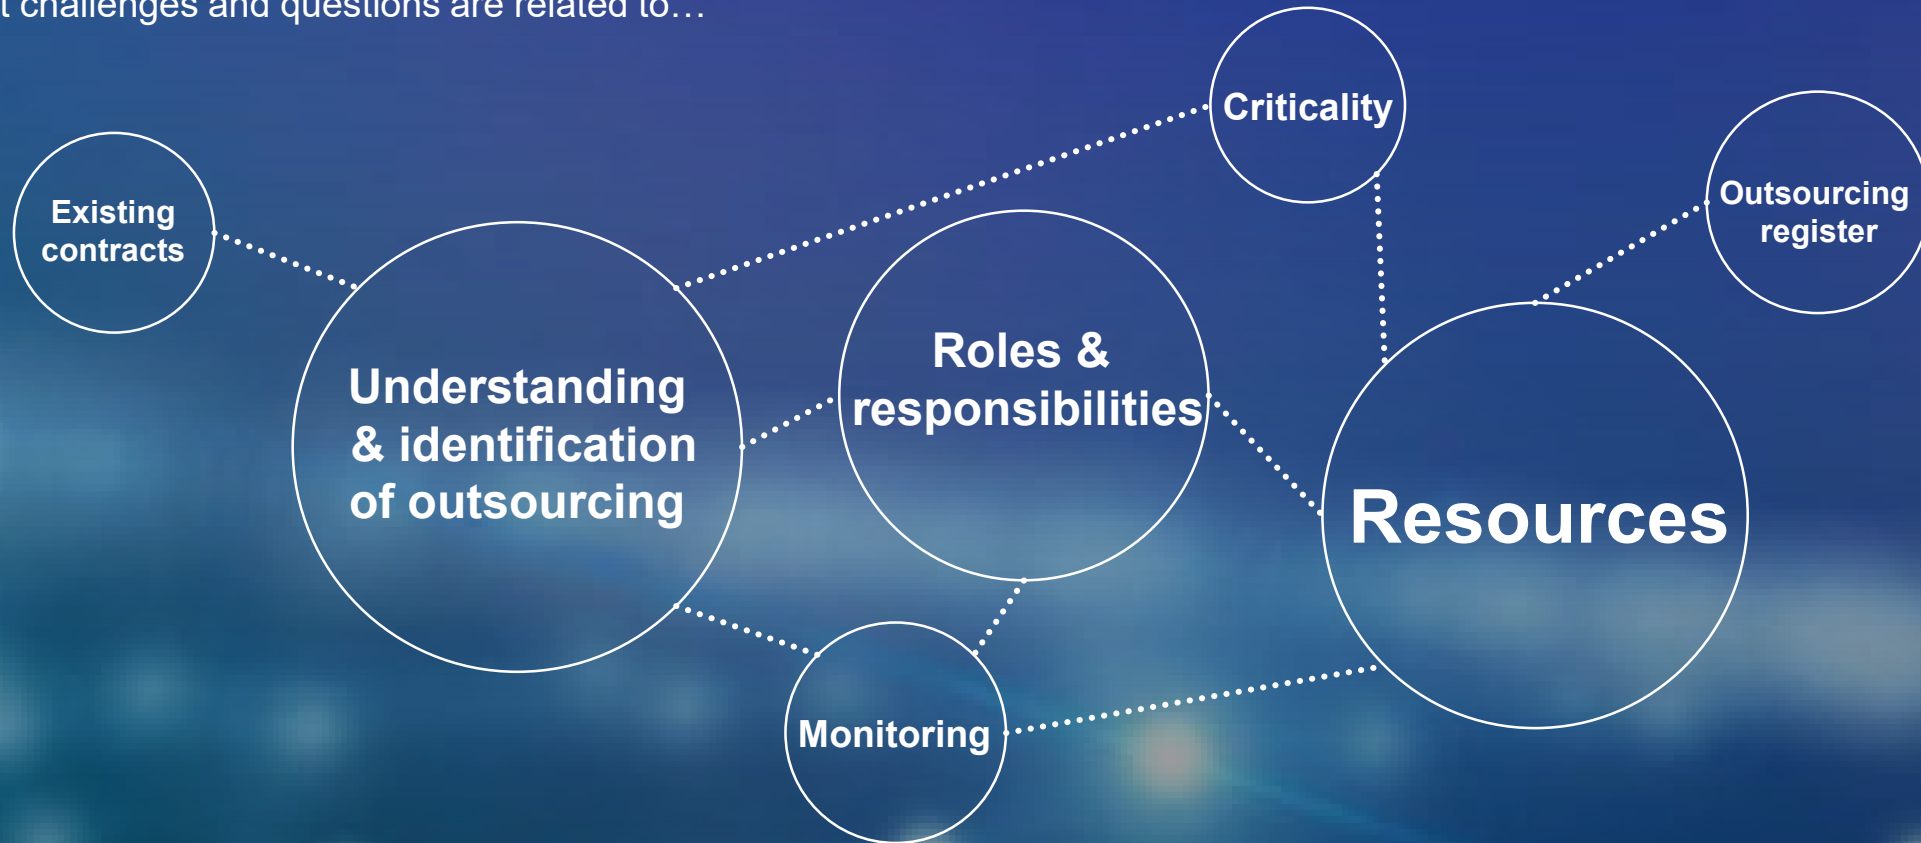 challenges and questions are related to…
Criticality
Existing
contracts
Outsourcing
register
Understanding
& identification
of outsourcing
Roles &
responsibilities
Resources
Monitoring